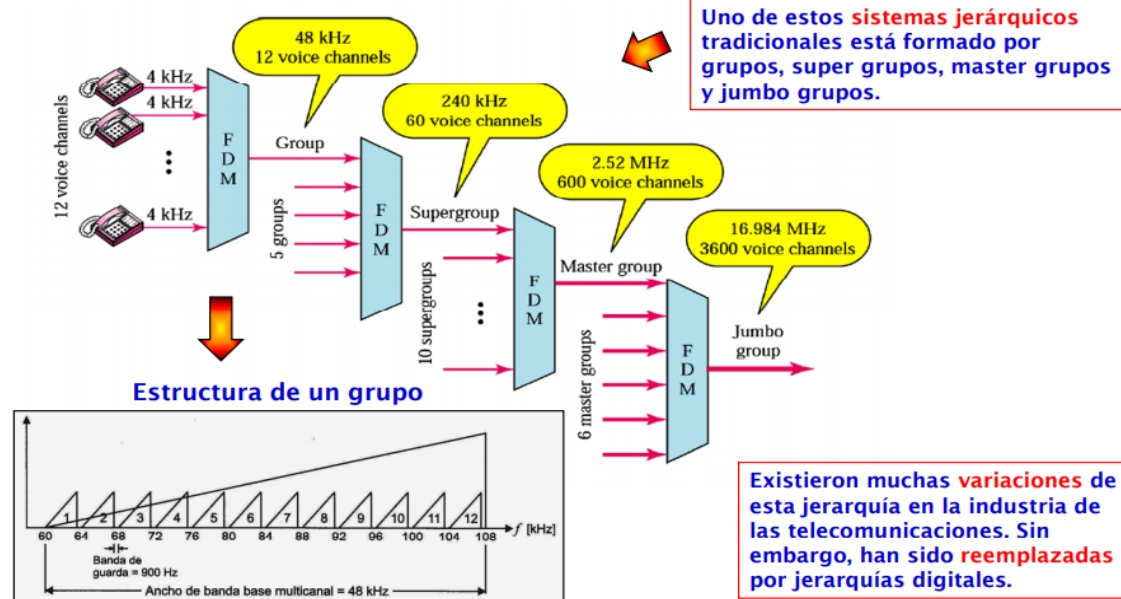 Uno de estos sistemas jerárquicos
tradicionales está formado por
grupos, super grupos, master grupos
y jumbo grupos.
48 kHz
12 voice channels
240 kHz
60 voice channels
2.52 MHz
600 voice channels
16.984 MHz
3600 voice channels
12 voice channels
4 kHz
4 kHz
4 kHz
F
D
M
Group
5 groups
F
D
M
Supergroup
10 supergroups
F
D
M
Master group
6 master groups
F
D
M
Jumbo
group
Estructura de un grupo
1 2 3 4 5 6 7 8 9 10 11 12
f [kHz]
60 64 68 72 76 80 84 88 92 96 100 104 108
Banda de
guarda = 900 Hz
Ancho de banda base multicanal = 48 kHz
Existieron muchas variaciones de
esta jerarquía en la industria de
las telecomunicaciones. Sin
embargo, han sido reemplazadas
por jerarquías digitales.